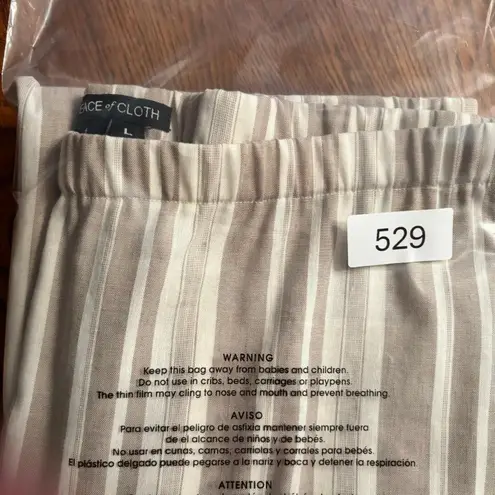 EACE of CLOTH
L
529
WARNING
Keep this bag away from babies and children.
Do not use in cribs, beds, carriages or playpens.
The thin film may cling to nose and mouth and prevent breathing.
AVISO
Para evitar el peligro de asfixia mantener siempre fuera
de el alcance de niños y de bebés.
No usar en cunas, camas, carriolas y corrales para bebés.
El plástico delgado puede pegarse a la nariz y boca y detener la respiración.
ATTENTION